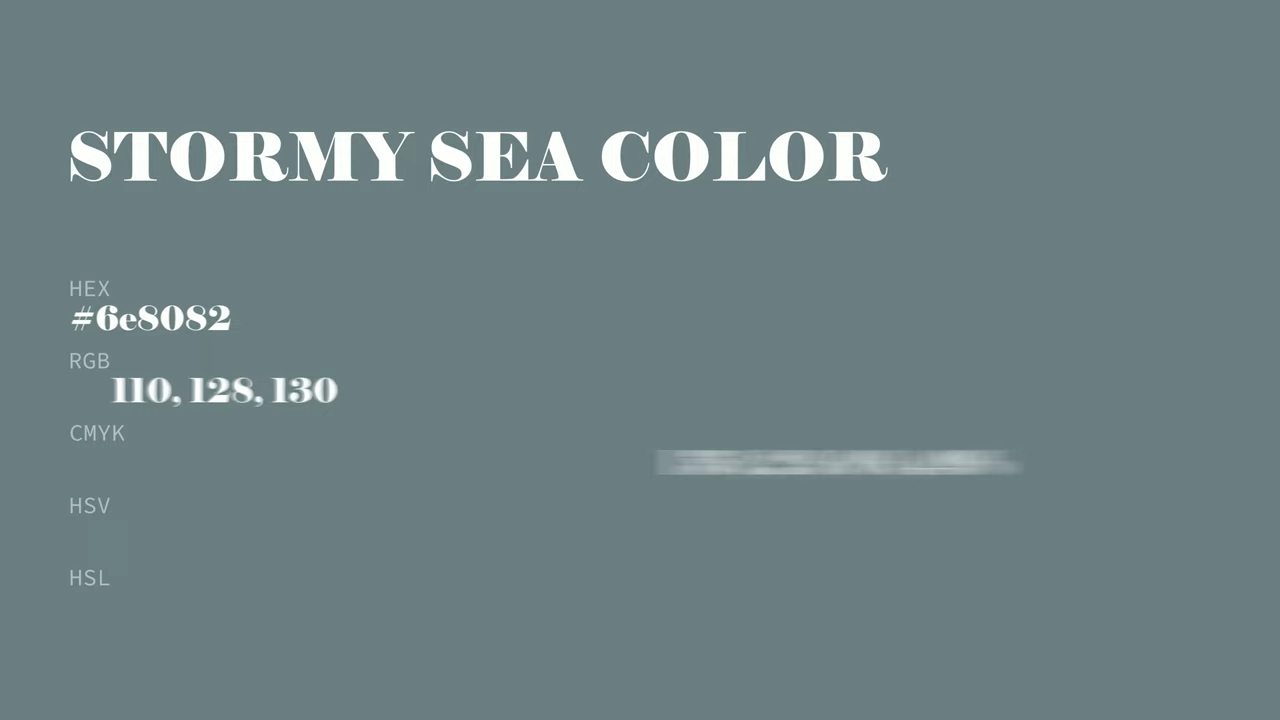 STORMY SEA COLOR
HEX
#6e8082
RGB
110, 128, 130
CMYK
HSV
HSL